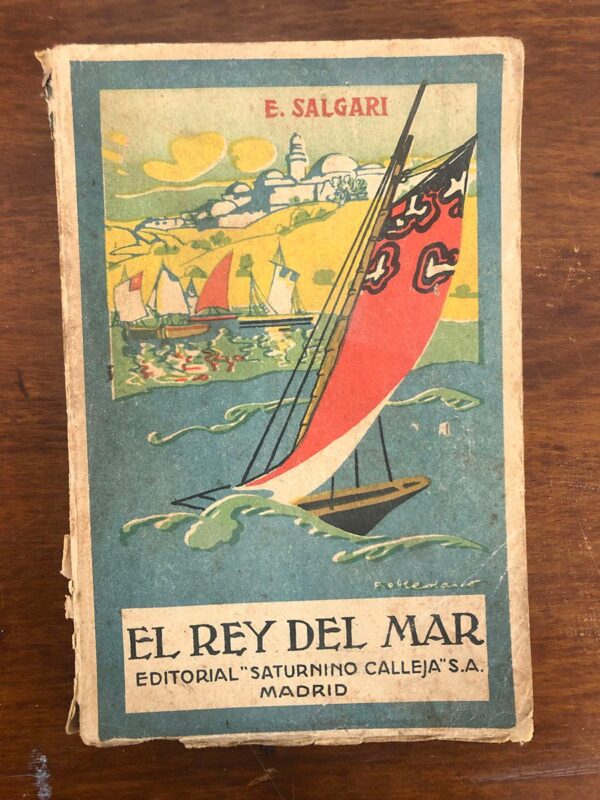 E. SALGARI
EL REY DEL MAR
EDITORIAL "SATURNINO CALLEJA" S.A.
MADRID